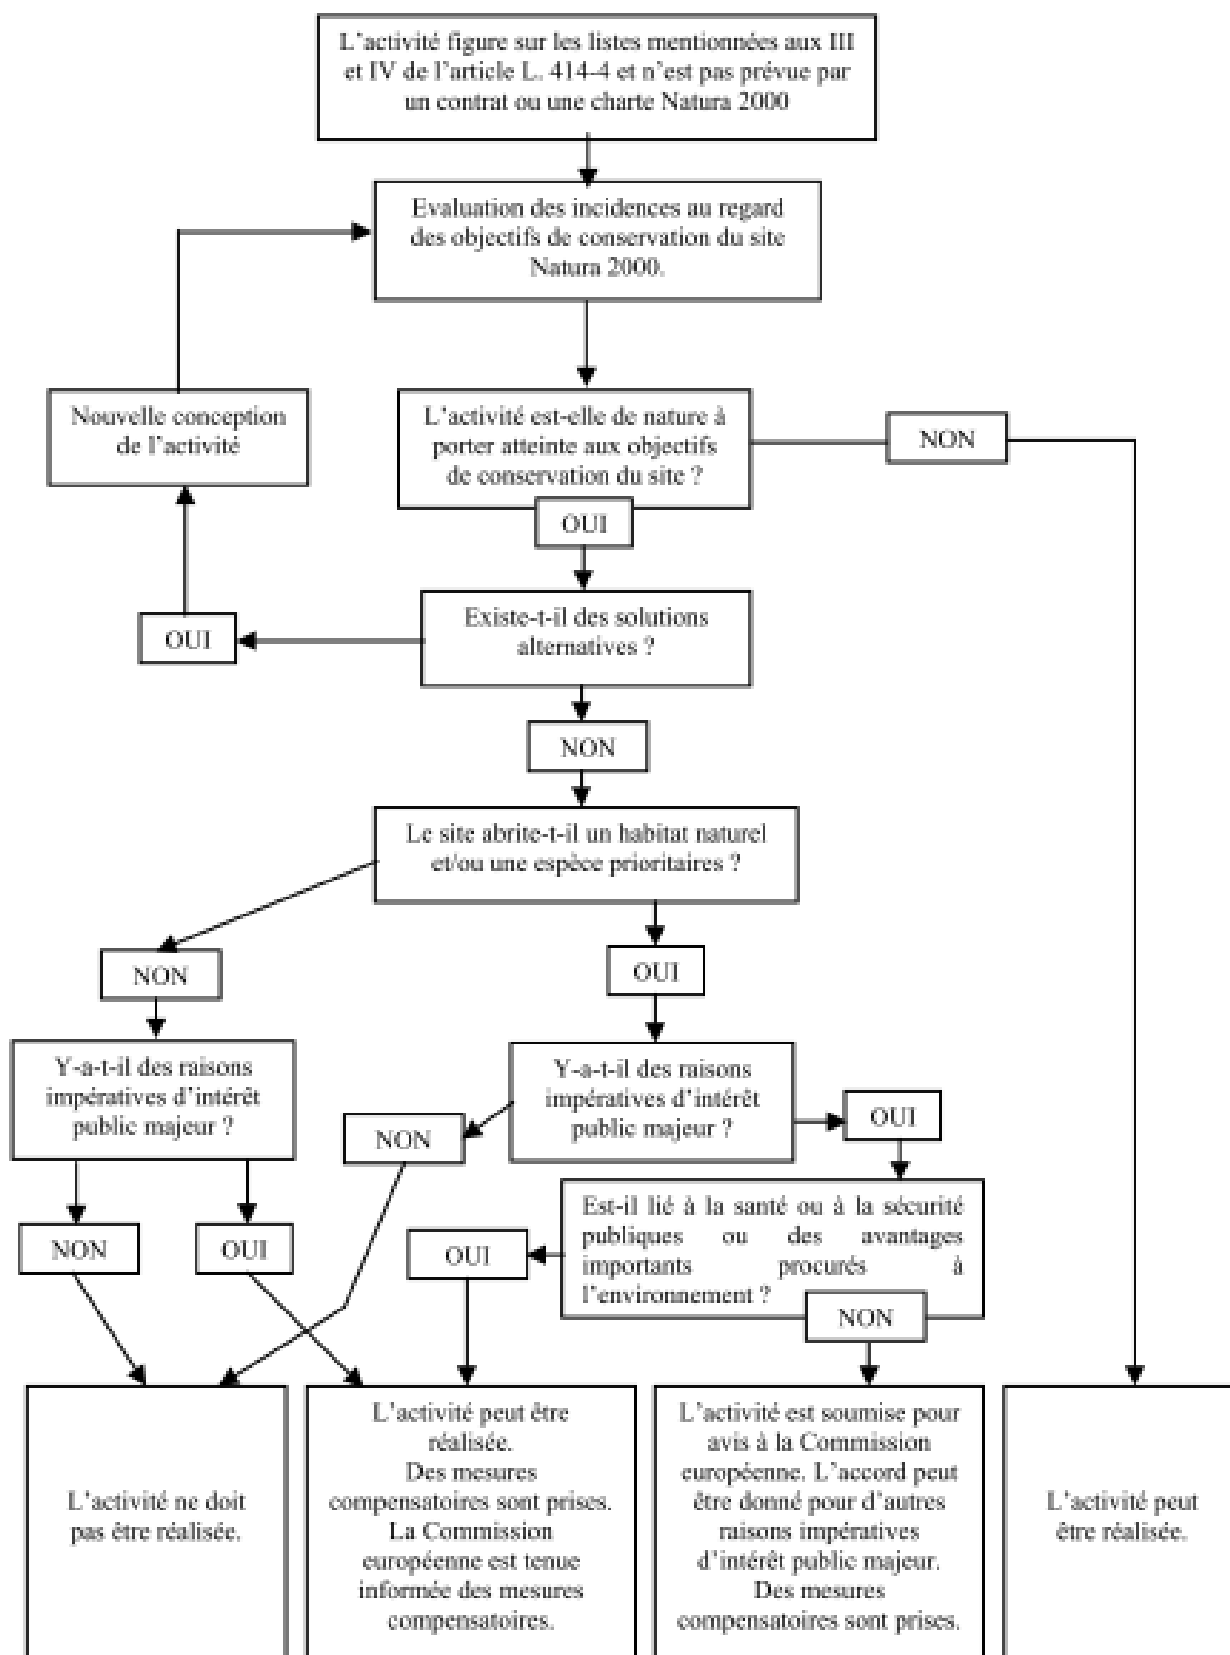 L'activité figure sur les listes mentionnées aux III
et IV de l'article L. 414-4 et n'est pas prévue par
un contrat ou une charte Natura 2000
Evaluation des incidences au regard
des objectifs de conservation du site
Natura 2000.
Nouvelle conception
de l'activité
L'activité est-elle de nature à
porter atteinte aux objectifs
de conservation du site ?
NON
OUI
Existe-t-il des solutions
alternatives ?
OUI
NON
Le site abrite-t-il un habitat naturel
et/ou une espèce prioritaires ?
NON
OUI
Y-a-t-il des raisons
impératives d'intérêt
public majeur ?
Y-a-t-il des raisons
impératives d'intérêt
public majeur ?
NON
OUI
NON
OUI
OUI
Est-il lié à la santé ou à la sécurité
publiques ou des avantages
importants procurés à
l'environnement ?
NON
L'activité ne doit
pas être réalisée.
L'activité peut être
réalisée.
Des mesures
compensatoires sont prises.
La Commission
européenne est tenue
informée des mesures
compensatoires.
L'activité est soumise pour
avis à la Commission
européenne. L'accord peut
être donné pour d'autres
raisons impératives
d'intérêt public majeur.
Des mesures
compensatoires sont prises.
L'activité peut
être réalisée.